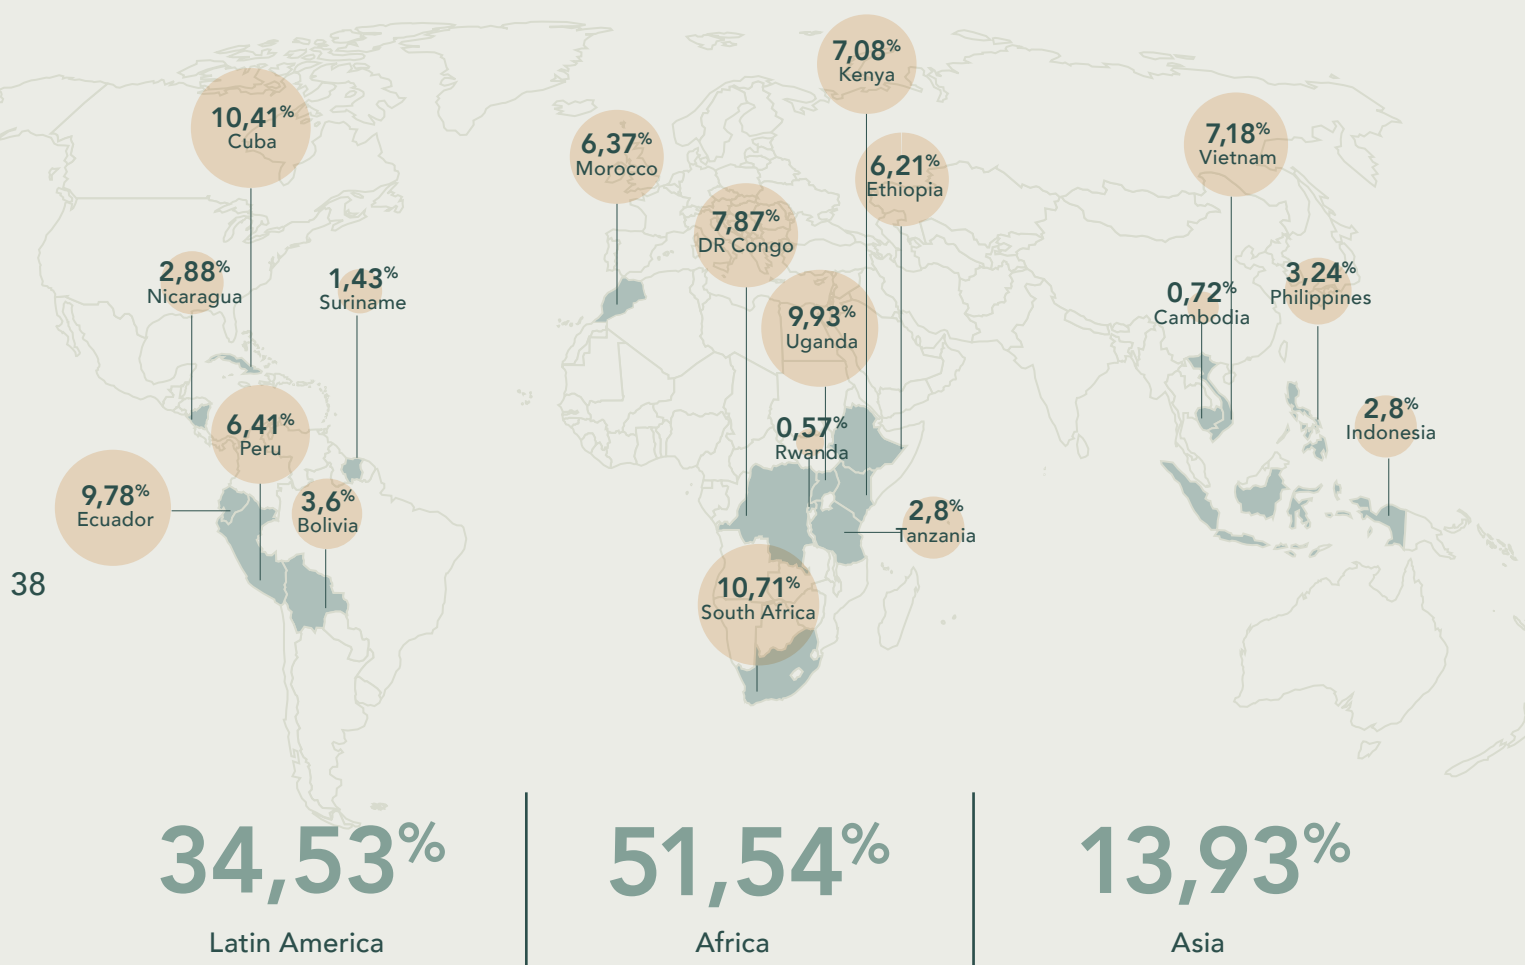 7,08%
Kenya
10,41%
Cuba
6,37%
Morocco
7,18%
Vietnam
6,21%
Ethiopia
7,87%
DR Congo
2,88%
Nicaragua
1,43%
Suriname
0,72%
Cambodia
3,24%
Philippines
9,93%
Uganda
6,41%
Peru
0,57%
Rwanda
2,8%
Indonesia
9,78%
Ecuador
3,6%
Bolivia
2,8%
Tanzania
38
10,71%
South Africa
34,53%
Latin America
51,54%
Africa
13,93%
Asia